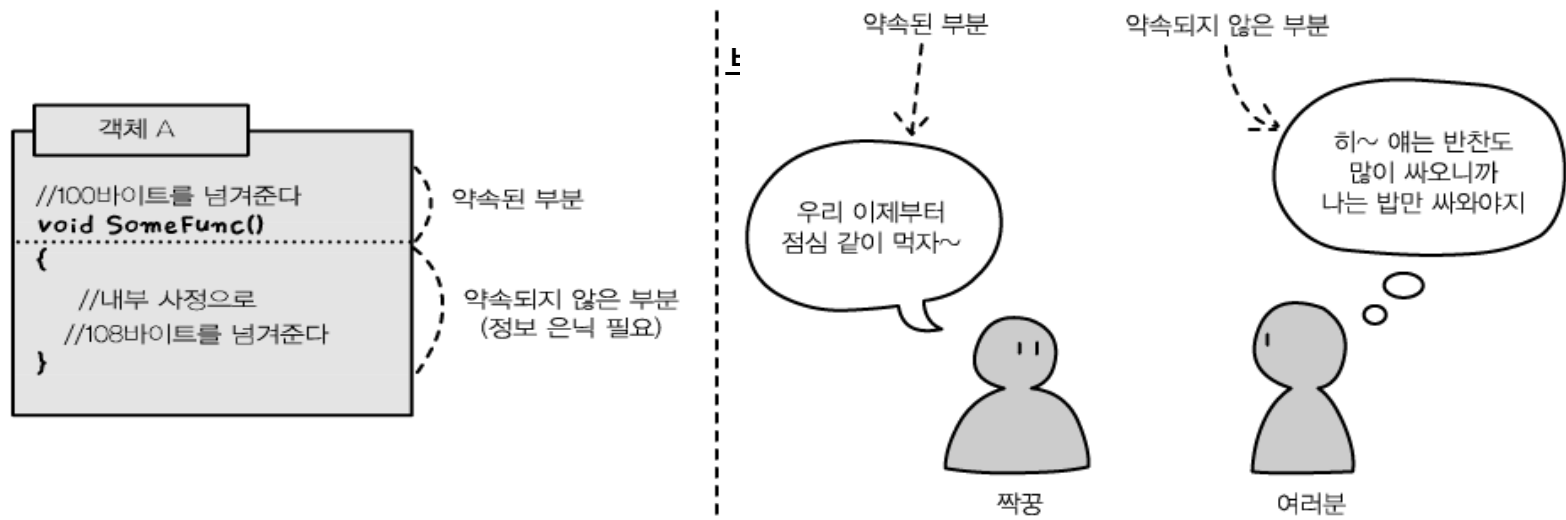 객체 A
//100바이트를 넘겨준다
void SomeFunc()
{
//내부 사정으로
//108바이트를 넘겨준다
}
약속된 부분
약속되지 않은 부분
(정보 은닉 필요)
약속된 부분
약속되지 않은 부분
우리 이제부터
점심 같이 먹자~
히~ 얘는 반찬도
많이 싸오니까
나는 밥만 싸와야지
짝꿍
여러분